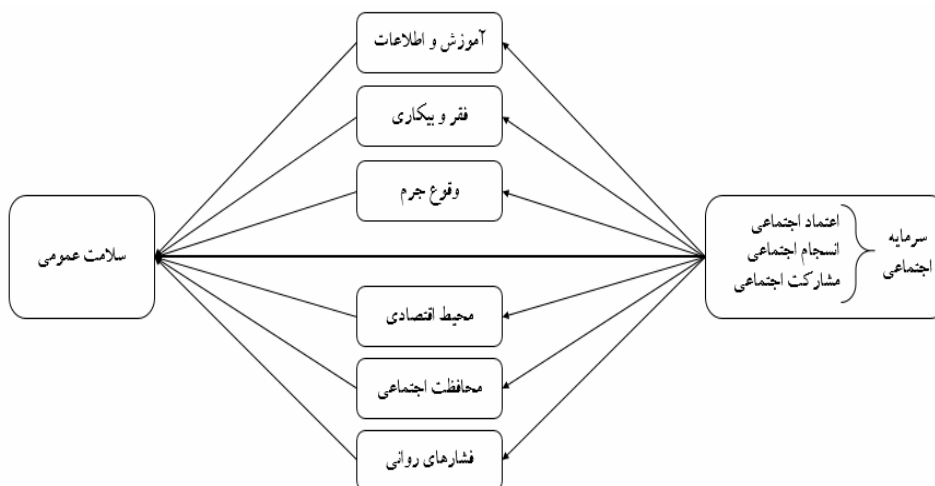 آموزش و اطلاعات
فقر و بیکاری
وقوع جرم
سرمایه
اجتماعی
اعتماد اجتماعی
انسجام اجتماعی
مشارکت اجتماعی
سلامت عمومی
محیط اقتصادی
محافظت اجتماعی
فشارهای روانی